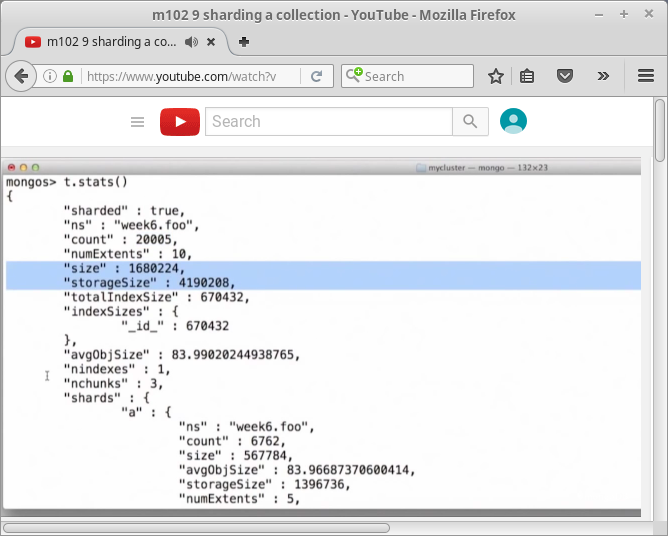 m102 9 sharding a collection - YouTube - Mozilla Firefox
m102 9 sharding a co...
https://www.youtube.com/watch?v
Search
Search
mycluster — mongo — 132×23
mongos> t.stats()
{
"sharded" : true,
"ns" : "week6.foo",
"count" : 20005,
"numExtents" : 10,
"size" : 1680224,
"storageSize" : 4190208,
"totalIndexSize" : 670432,
"indexSizes" : {
"_id_" : 670432
},
"avgObjSize" : 83.99020244938765,
"nindexes" : 1,
"nchunks" : 3,
"shards" : {
"a" : {
"ns" : "week6.foo",
"count" : 6762,
"size" : 567784,
"avgObjSize" : 83.96687370600414,
"storageSize" : 1396736,
"numExtents" : 5,